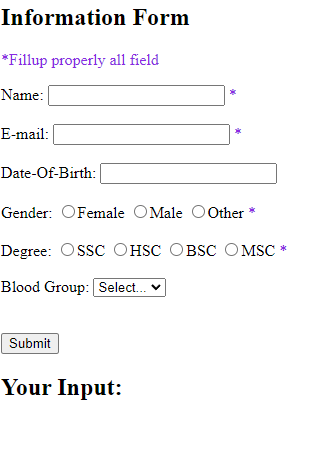 Information Form
*Fillup properly all field
Name: *
E-mail: *
Date-Of-Birth:
Gender: Female Male Other *
Degree: SSC HSC BSC MSC *
Blood Group: Select...
Submit
Your Input: